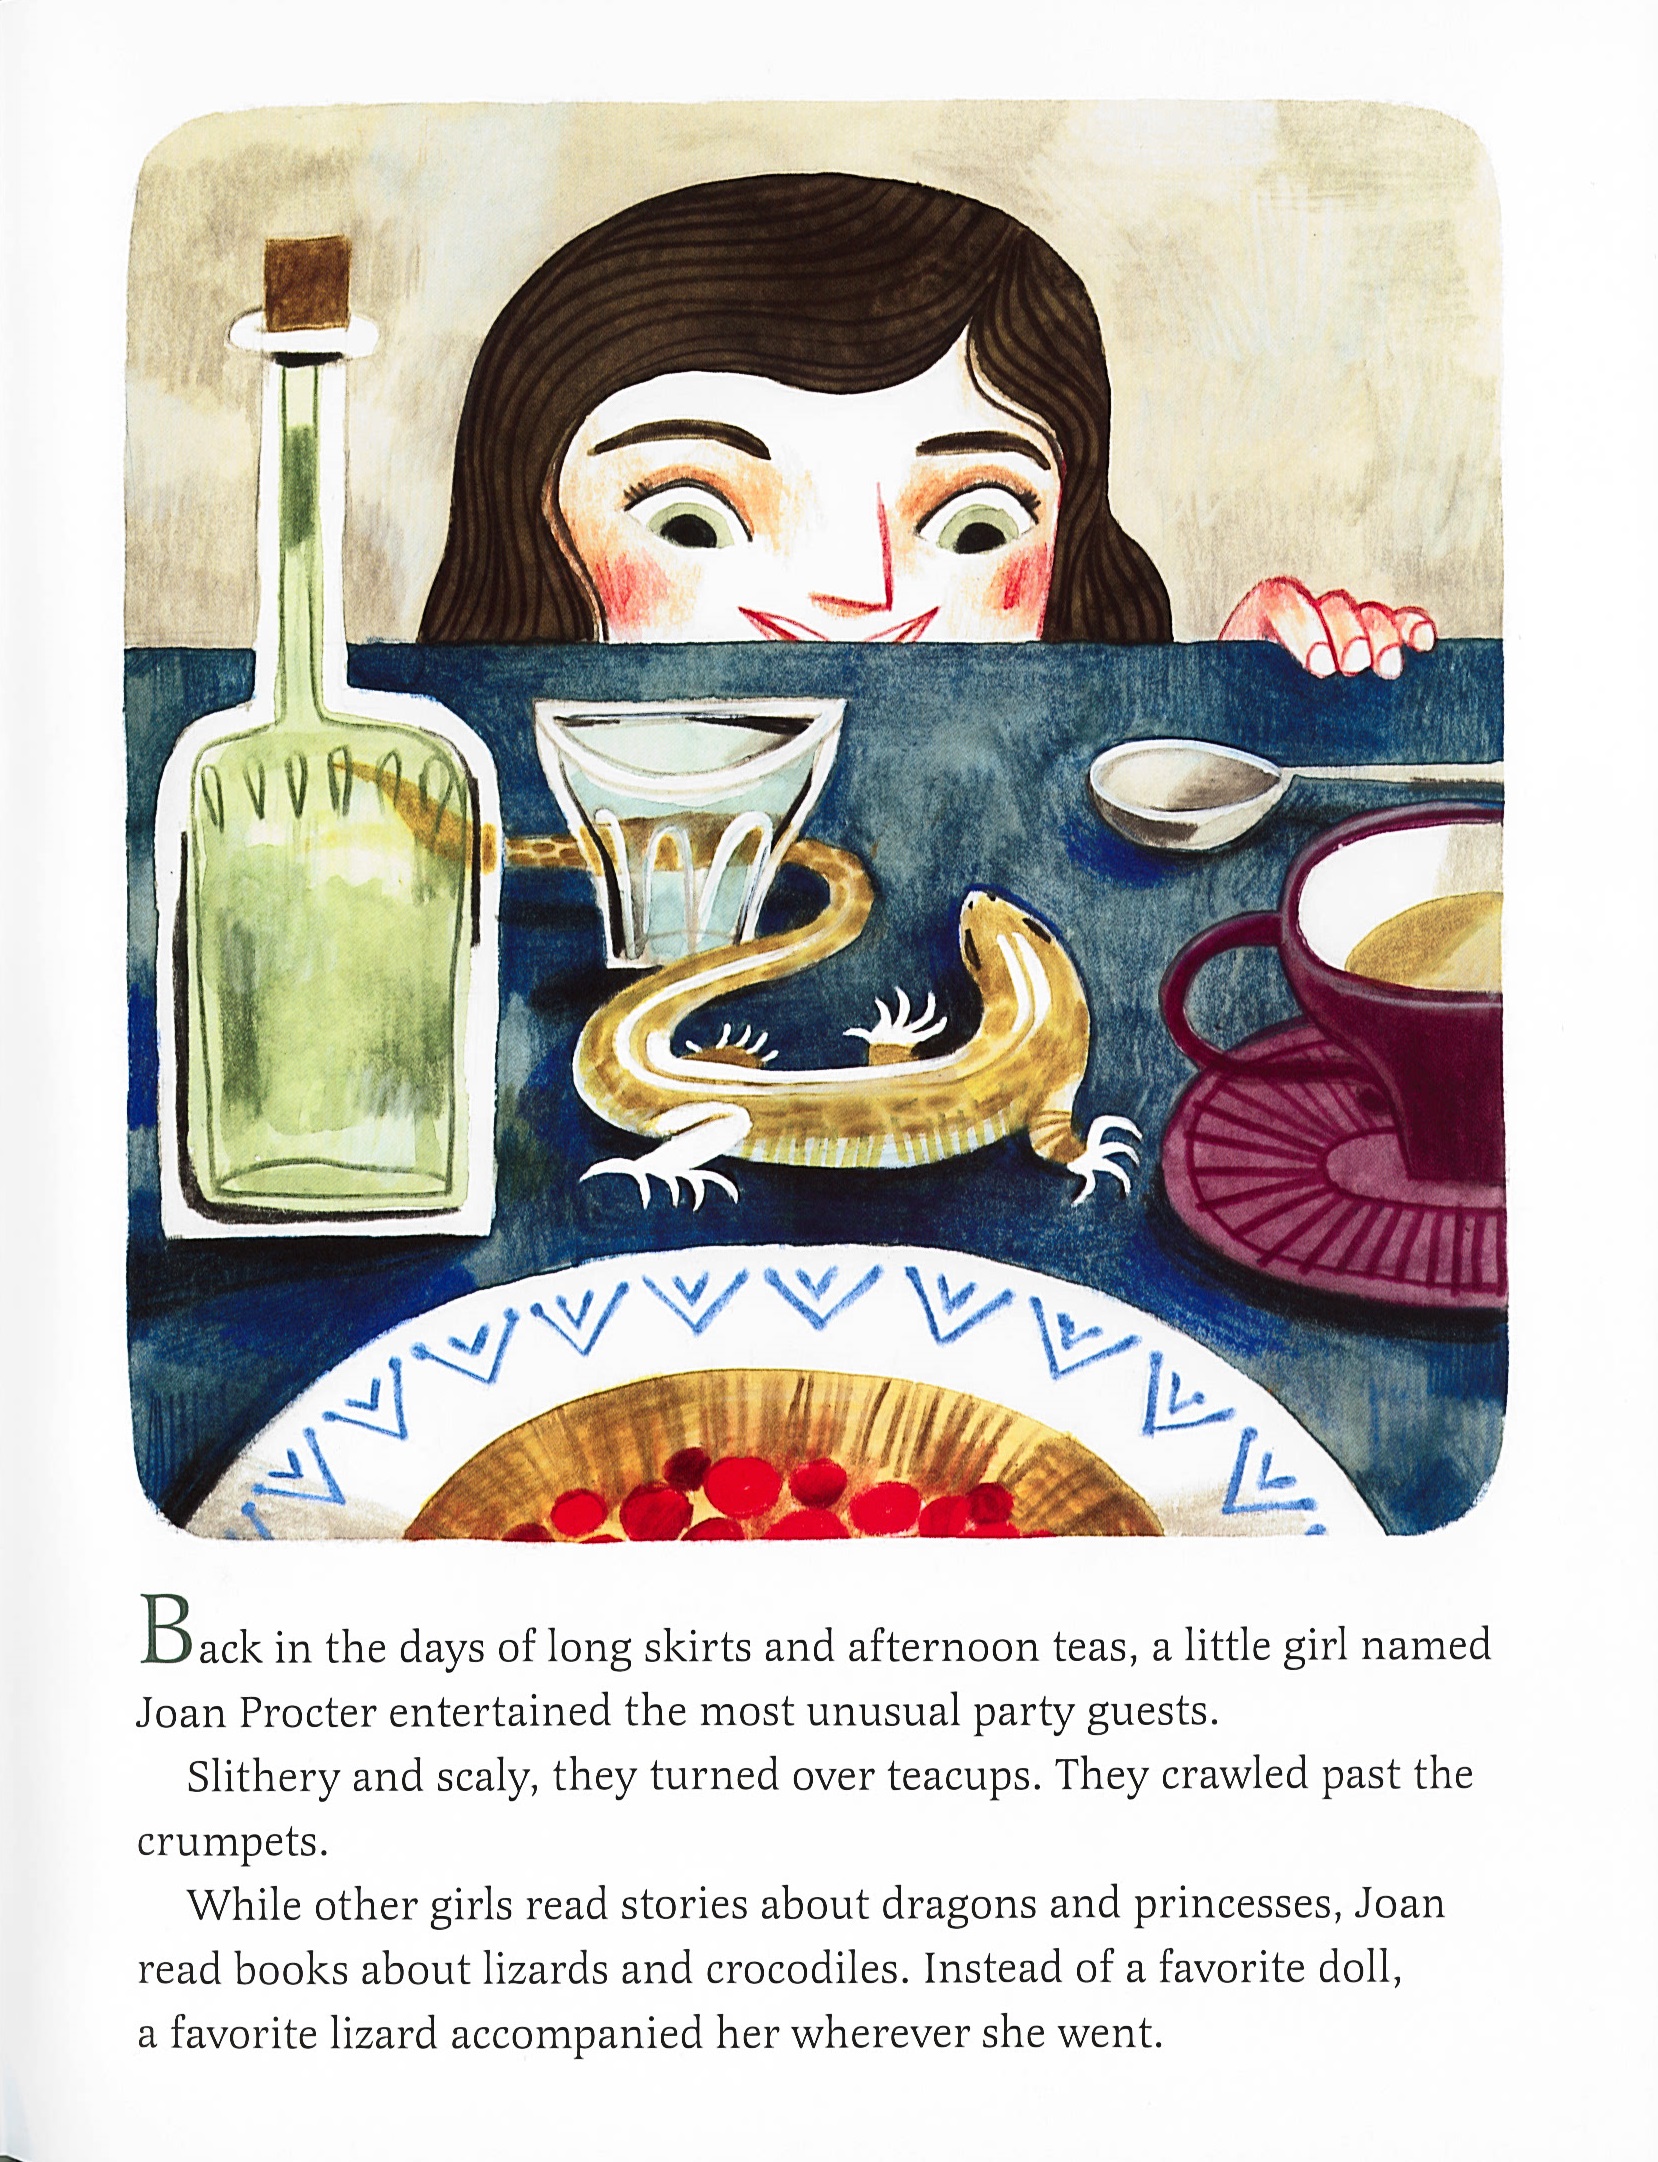 Back in the days of long skirts and afternoon teas, a little girl named
Joan Procter entertained the most unusual party guests.
Slithery and scaly, they turned over teacups. They crawled past the
crumpets.
While other girls read stories about dragons and princesses, Joan
read books about lizards and crocodiles. Instead of a favorite doll,
a favorite lizard accompanied her wherever she went.